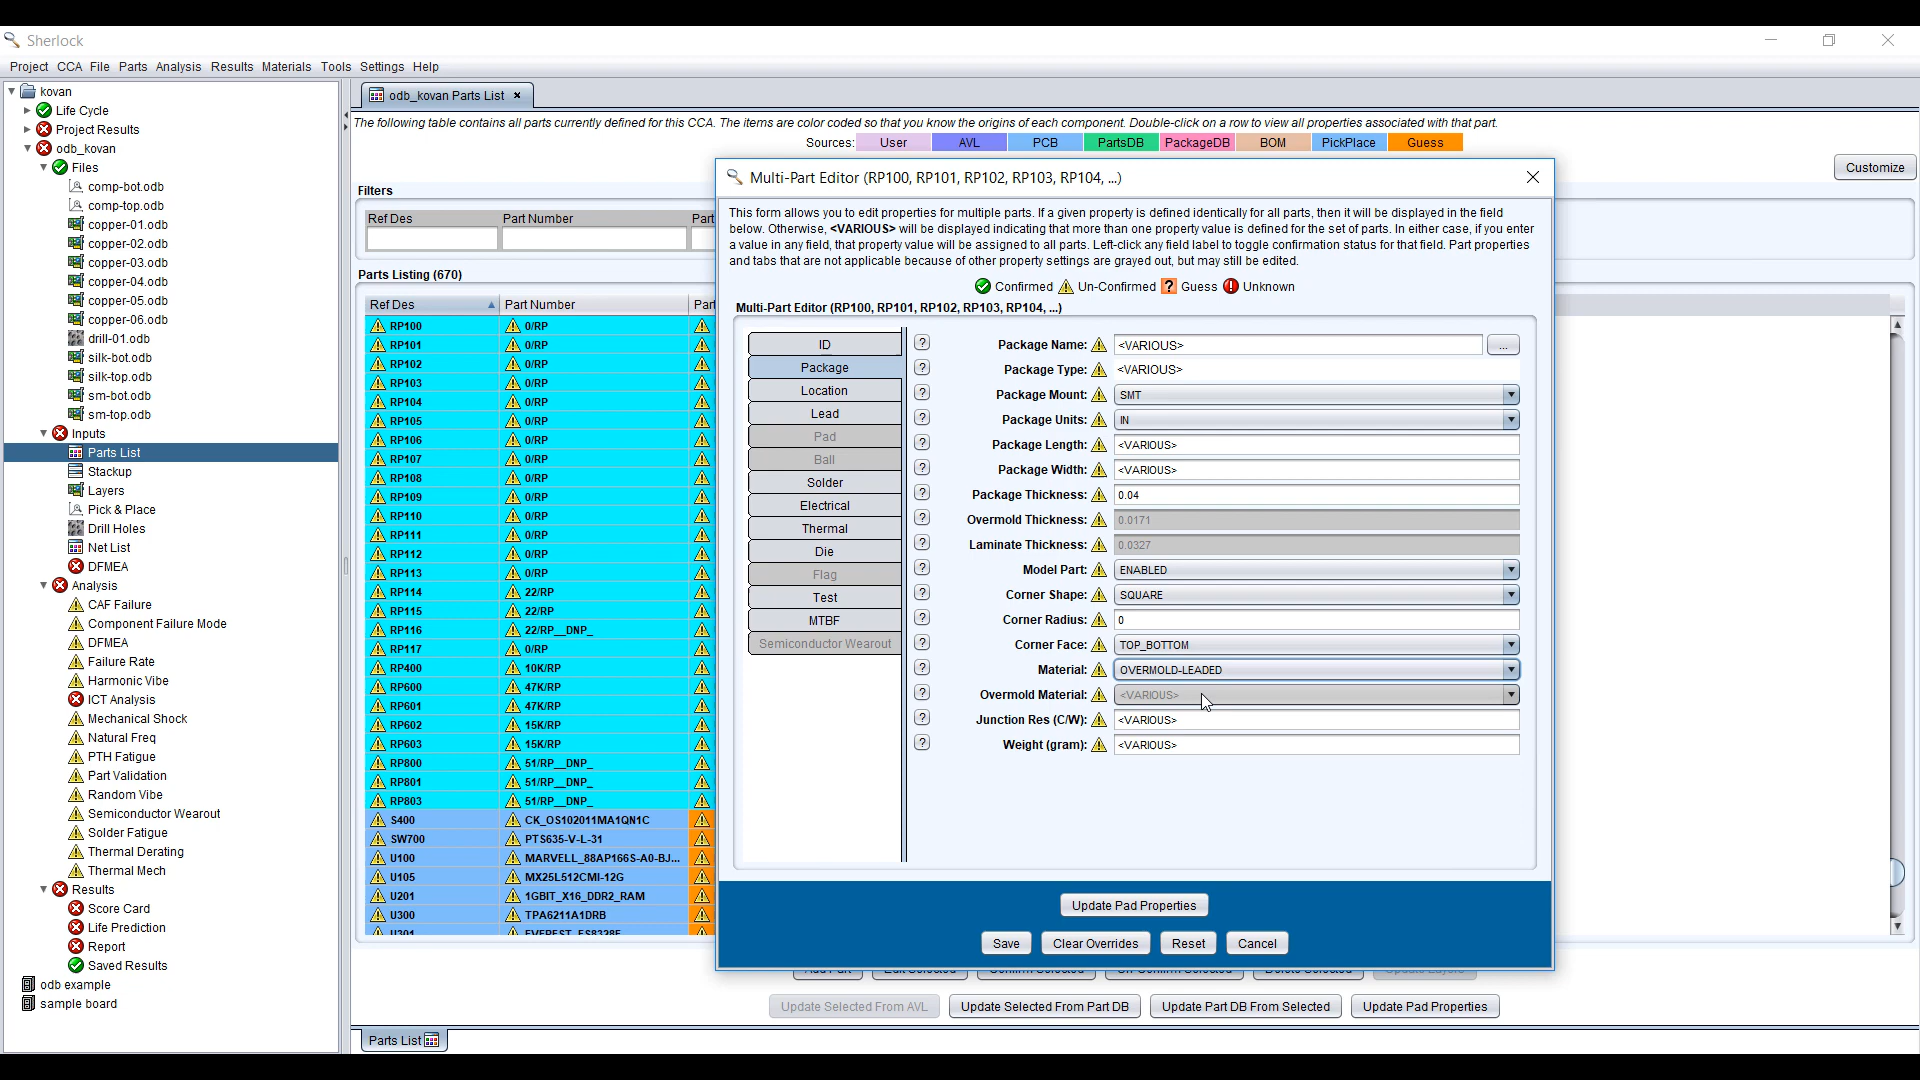 Sherlock
Project CCA File Parts Analysis Results Materials Tools Settings Help
kovan
Life Cycle
Project Results
odb_kovan
Files
comp-bot.odb
comp-top.odb
copper-01.odb
copper-02.odb
copper-03.odb
copper-04.odb
copper-05.odb
copper-06.odb
drill-01.odb
silk-bot.odb
silk-top.odb
sm-bot.odb
sm-top.odb
Inputs
Parts List
Stackup
Layers
Pick & Place
Drill Holes
Net List
DFMEA
Analysis
CAF Failure
Component Failure Mode
DFMEA
Failure Rate
Harmonic Vibe
ICT Analysis
Mechanical Shock
Natural Freq
PTH Fatigue
Part Validation
Random Vibe
Semiconductor Wearout
Solder Fatigue
Thermal Derating
Thermal Mech
Results
Score Card
Life Prediction
Report
Saved Results
odb example
sample board
odb_kovan Parts List
The following table contains all parts currently defined for this CCA. The items are color coded so that you know the origins of each component. Double-click on a row to view all properties associated with that part.
Sources: User AVL PCB PartsDB PackageDB BOM PickPlace Guess
Customize
Filters
Ref Des Part Number Part
Parts Listing (670)
Ref Des Part Number Part
RP100 0/RP
RP101 0/RP
RP102 0/RP
RP103 0/RP
RP104 0/RP
RP105 0/RP
RP106 0/RP
RP107 0/RP
RP108 0/RP
RP109 0/RP
RP110 0/RP
RP111 0/RP
RP112 0/RP
RP113 0/RP
RP114 22/RP
RP115 22/RP
RP116 22/RP__DNP_
RP117 0/RP
RP400 10K/RP
RP600 47K/RP
RP601 47K/RP
RP602 15K/RP
RP603 15K/RP
RP800 51/RP__DNP_
RP801 51/RP__DNP_
RP803 51/RP__DNP_
S400 CK_OS102011MA1QN1C
SW700 PTS635-V-L-31
U100 MARVELL_88AP166S-A0-BJ...
U105 MX25L512CMI-12G
U201 1GBIT_X16_DDR2_RAM
U300 TPA6211A1DRB
U301 EVEREST_ES8328E
Multi-Part Editor (RP100, RP101, RP102, RP103, RP104, ...)
This form allows you to edit properties for multiple parts. If a given property is defined identically for all parts, then it will be displayed in the field
below. Otherwise, <VARIOUS> will be displayed indicating that more than one property value is defined for the set of parts. In either case, if you enter
a value in any field, that property value will be assigned to all parts. Left-click any field label to toggle confirmation status for that field. Part properties
and tabs that are not applicable because of other property settings are grayed out, but may still be edited.
Confirmed Un-Confirmed ? Guess Unknown
Multi-Part Editor (RP100, RP101, RP102, RP103, RP104, ...)
ID
Package
Location
Lead
Pad
Ball
Solder
Electrical
Thermal
Die
Flag
Test
MTBF
Semiconductor Wearout
? Package Name: <VARIOUS> ...
? Package Type: <VARIOUS>
? Package Mount: SMT
? Package Units: IN
? Package Length: <VARIOUS>
? Package Width: <VARIOUS>
? Package Thickness: 0.04
? Overmold Thickness: 0.0171
? Laminate Thickness: 0.0327
? Model Part: ENABLED
? Corner Shape: SQUARE
? Corner Radius: 0
? Corner Face: TOP_BOTTOM
? Material: OVERMOLD-LEADED
? Overmold Material: <VARIOUS>
? Junction Res (C/W): <VARIOUS>
? Weight (gram): <VARIOUS>
Update Pad Properties
Save Clear Overrides Reset Cancel
Add Part Edit Selected Confirm Selected Un-Confirm Selected Delete Selected Update Layers
Update Selected From AVL Update Selected From Part DB Update Part DB From Selected Update Pad Properties
Parts List